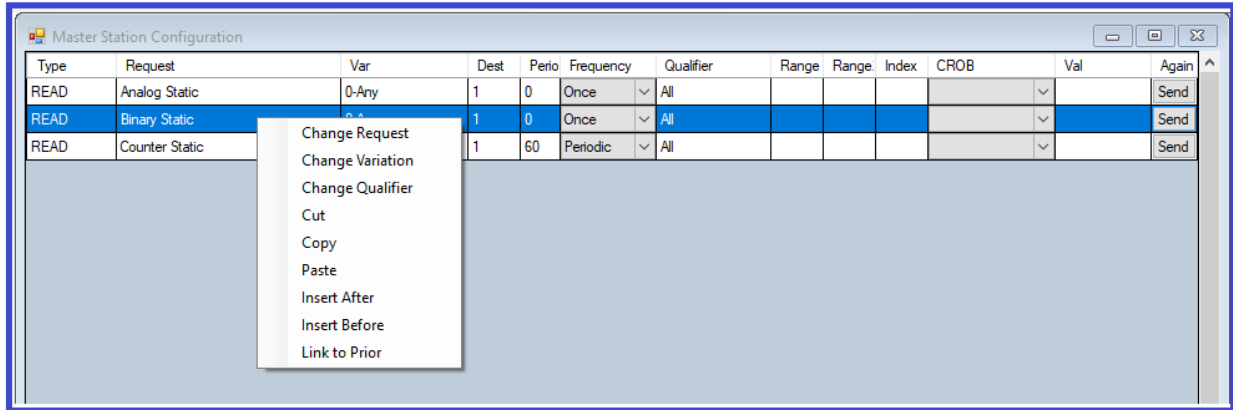 Master Station Configuration
Type Request Var Dest Perio Frequency Qualifier Range Range. Index CROB Val Again
READ Analog Static 0-Any 1 0 Once All Send
READ Binary Static 1 0 Once All Send
READ Counter Static 1 60 Periodic All Send
Change Request
Change Variation
Change Qualifier
Cut
Copy
Paste
Insert After
Insert Before
Link to Prior